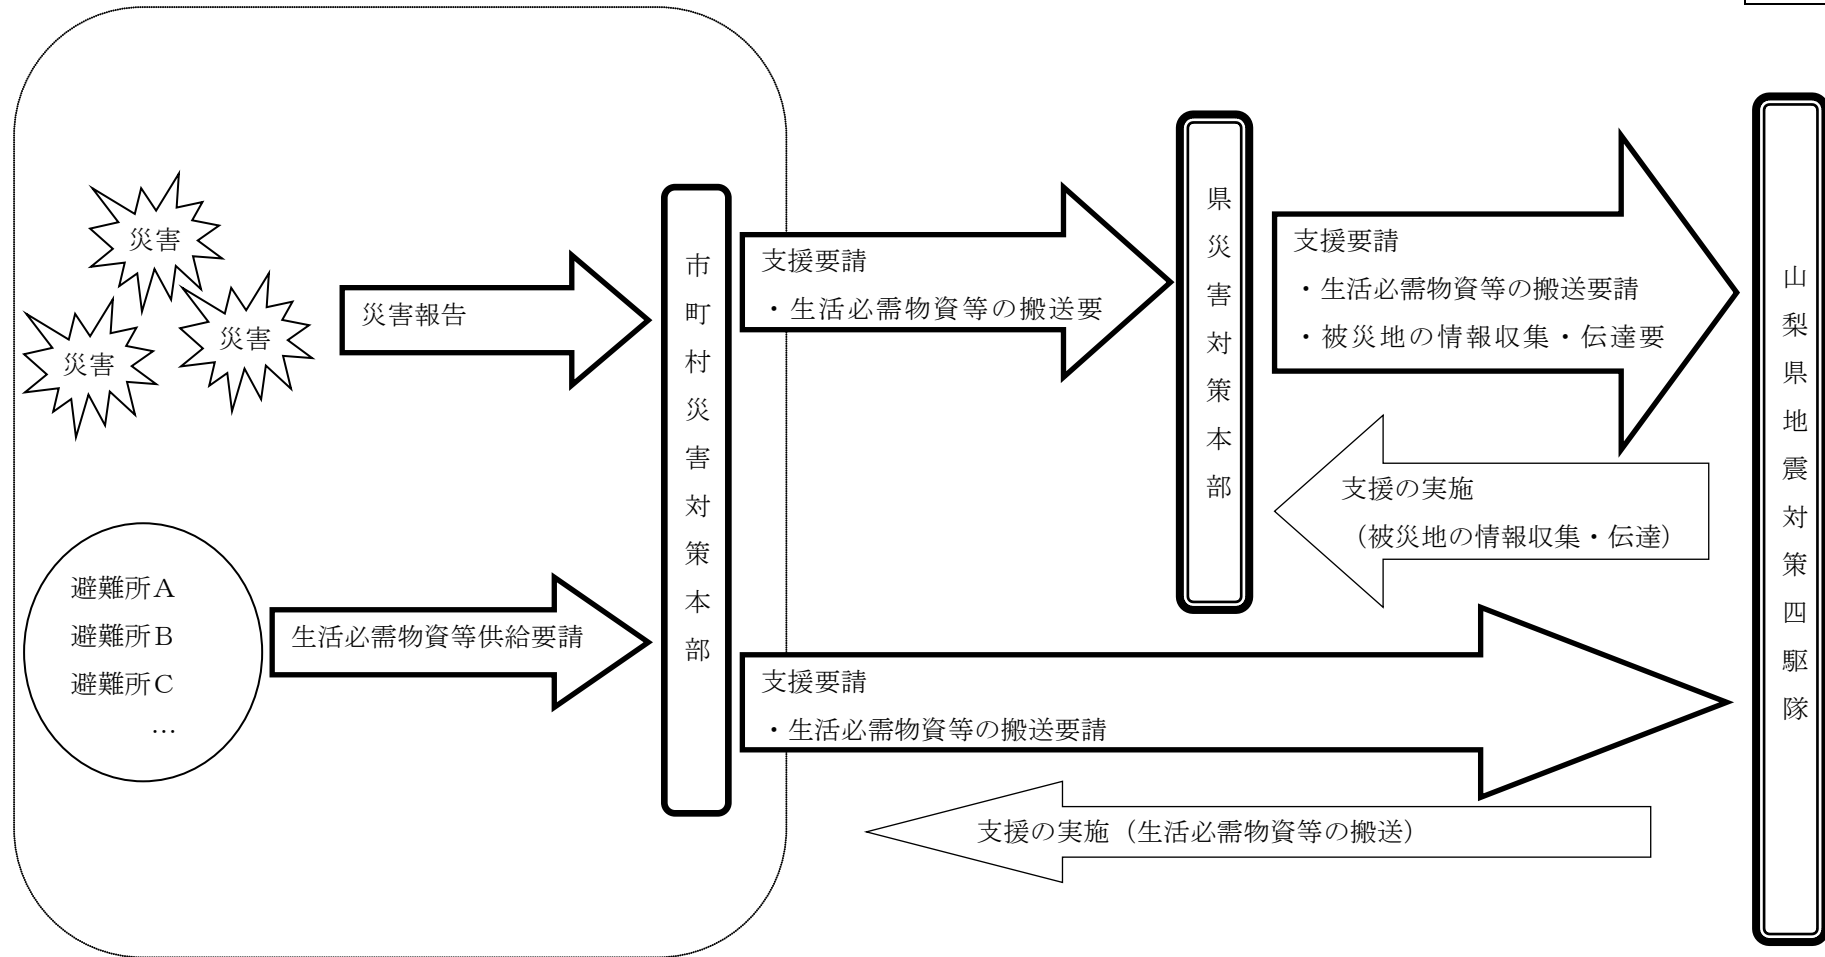 災害
災害
災害
災害報告
避難所Ａ
避難所Ｂ
避難所Ｃ
…
生活必需物資等供給要請
市町村災害対策本部
支援要請
・生活必需物資等の搬送要
県災害対策本部
支援要請
・生活必需物資等の搬送要請
・被災地の情報収集・伝達要
支援の実施
（被災地の情報収集・伝達）
支援要請
・生活必需物資等の搬送要請
支援の実施（生活必需物資等の搬送）
山梨県地震対策四駆隊